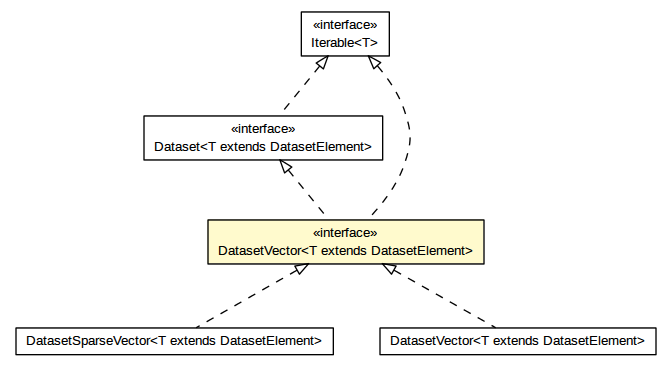 «interface»
Iterable<T>
«interface»
Dataset<T extends DatasetElement>
«interface»
DatasetVector<T extends DatasetElement>
DatasetSparseVector<T extends DatasetElement>
DatasetVector<T extends DatasetElement>